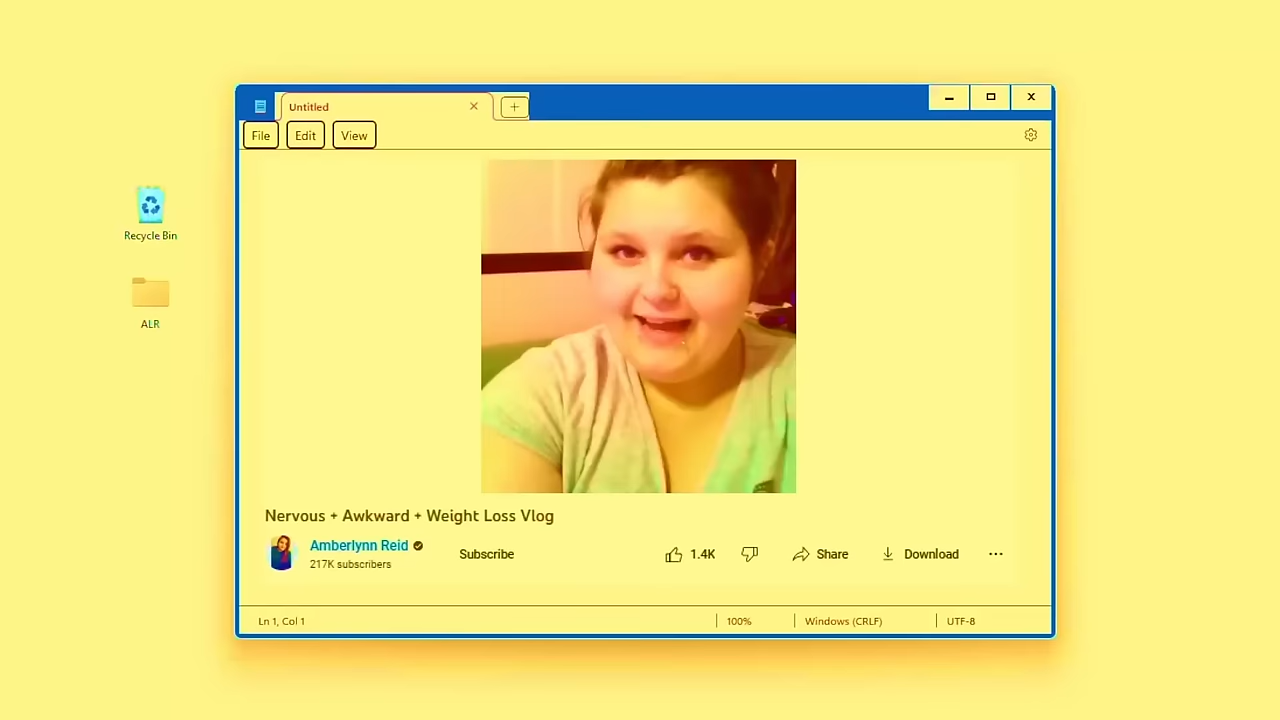 Untitled
File Edit View
Recycle Bin
ALR
Nervous + Awkward + Weight Loss Vlog
Amberlynn Reid
217K subscribers
Subscribe
1.4K
Share
Download
Ln 1, Col 1
100%
Windows (CRLF)
UTF-8